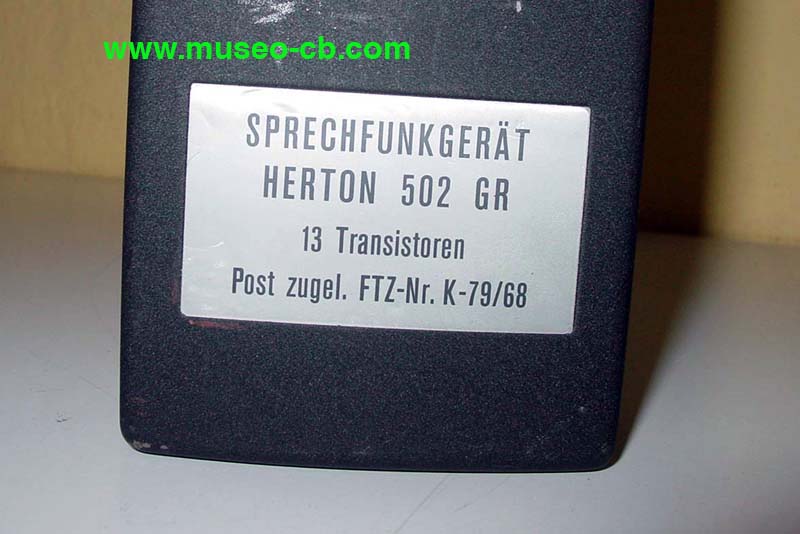 www.museo-cb.com
SPRECHFUNKGERÄT
HERTON 502 GR
13 Transistoren
Post zugel. FTZ-Nr. K-79/68